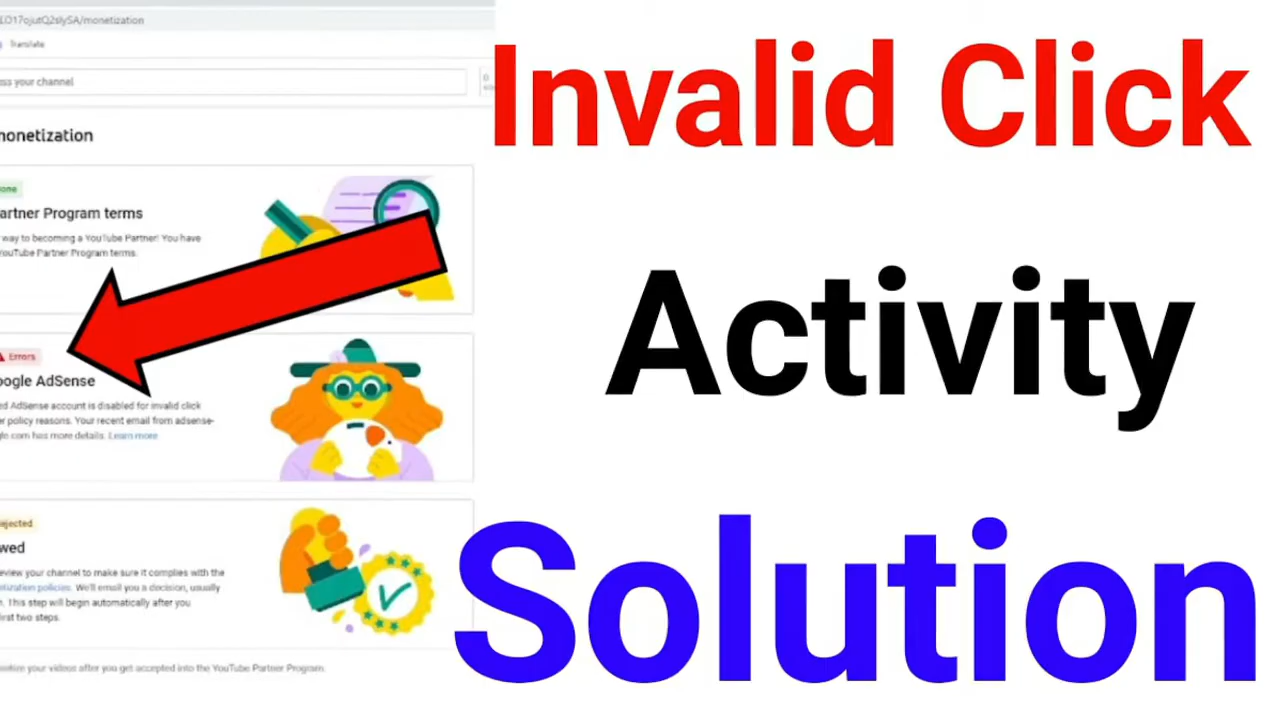 LO17ojutQ2slySA/monetization
Translate
ss your channel
monetization
one
artner Program terms
way to becoming a YouTube Partner! You have
ouTube Partner Program terms.
Errors
oogle AdSense
ed AdSense account is disabled for invalid click
er policy reasons. Your recent email from adsense-
gle.com has more details. Learn more
ejected
wed
eview your channel to make sure it complies with the
etization policies. We'll email you a decision, usually
. This step will begin automatically after you
irst two steps.
onetize your videos after you get accepted into the YouTube Partner Program.
Invalid Click
Activity
Solution